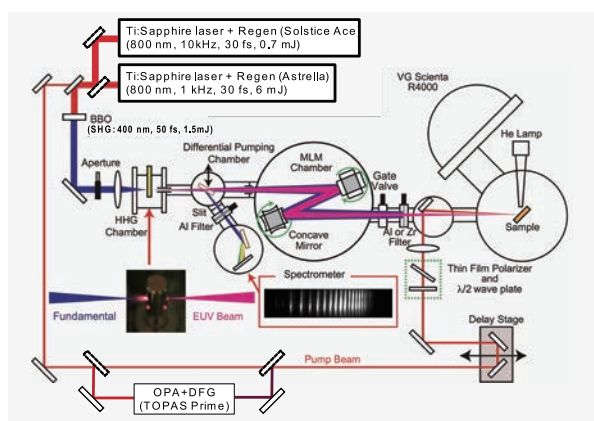 Ti:Sapphire laser + Regen (Solstice Ace
(800 nm, 10kHz, 30 fs, 0.7 mJ)
Ti:Sapphire laser + Regen (Astrella)
(800 nm, 1 kHz, 30 fs, 6 mJ)
VG Scienta
R4000
BBO
(SHG: 400 nm, 50 fs, 1.5mJ)
He Lamp
Differential Pumping
Chamber
MLM
Chamber
Aperture
Gate
Valve
Slit
Al Filter
HHG
Chamber
Concave
Mirror
Al or Zr
Filter
Sample
Spectrometer
Thin Film Polarizer
and
λ/2 wave plate
Fundamental
EUV Beam
Delay Stage
Pump Beam
OPA+DFG
(TOPAS Prime)